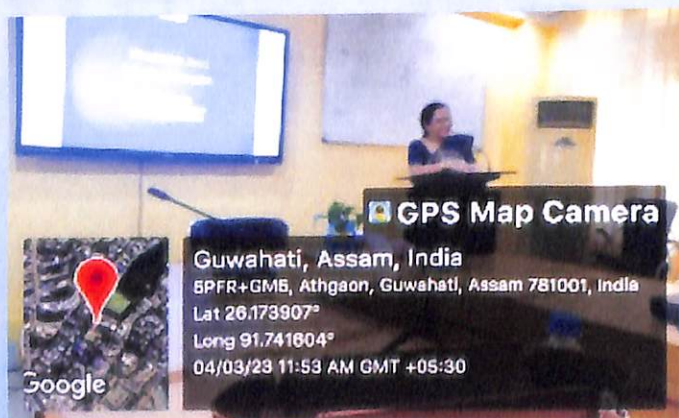 GPS Map Camera
Guwahati, Assam, India
5PFR+GM5, Athgaon, Guwahati, Assam 781001, India
Lat 26.173907°
Long 91.741604°
04/03/23 11:53 AM GMT +05:30
Google